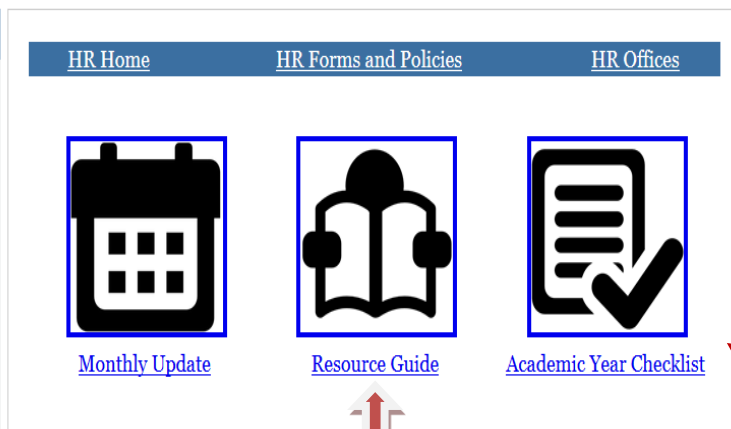 HR Home HR Forms and Policies HR Offices
Monthly Update Resource Guide Academic Year Checklist